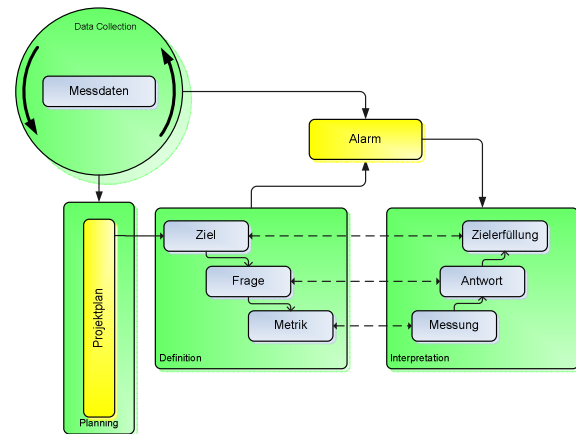 Data Collection
Messdaten
Alarm
Ziel
Zielerfüllung
Frage
Antwort
Metrik
Messung
Projektplan
Definition
Interpretation
Planning